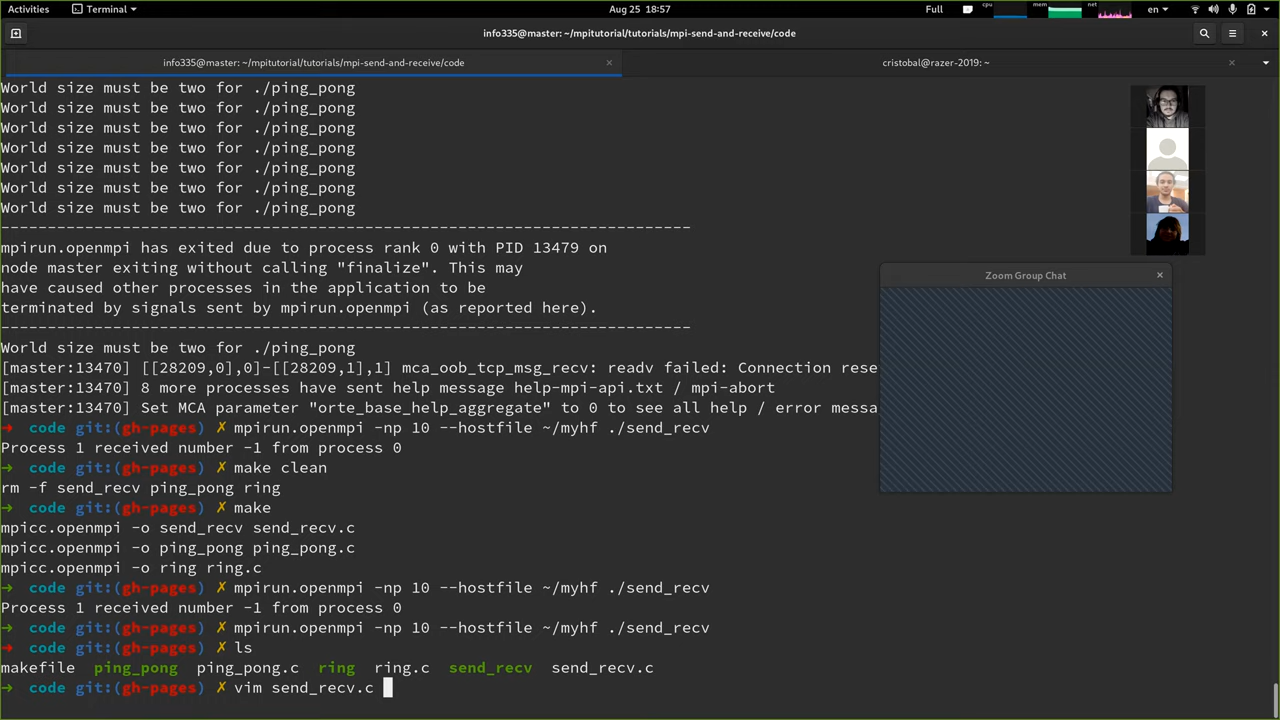 Activities
Terminal
Aug 25 18:57
Full
cpu
mem
net
en
info335@master: ~/mpitutorial/tutorials/mpi-send-and-receive/code
info335@master: ~/mpitutorial/tutorials/mpi-send-and-receive/code
cristobal@razer-2019: ~
World size must be two for ./ping_pong
World size must be two for ./ping_pong
World size must be two for ./ping_pong
World size must be two for ./ping_pong
World size must be two for ./ping_pong
World size must be two for ./ping_pong
World size must be two for ./ping_pong
--------------------------------------------------------------------------
mpirun.openmpi has exited due to process rank 0 with PID 13479 on
node master exiting without calling "finalize". This may
have caused other processes in the application to be
terminated by signals sent by mpirun.openmpi (as reported here).
--------------------------------------------------------------------------
World size must be two for ./ping_pong
[master:13470] [[28209,0],0]-[[28209,1],1] mca_oob_tcp_msg_recv: readv failed: Connection rese
[master:13470] 8 more processes have sent help message help-mpi-api.txt / mpi-abort
[master:13470] Set MCA parameter "orte_base_help_aggregate" to 0 to see all help / error messa
→ code git:(gh-pages) ✗ mpirun.openmpi -np 10 --hostfile ~/myhf ./send_recv
Process 1 received number -1 from process 0
→ code git:(gh-pages) ✗ make clean
rm -f send_recv ping_pong ring
→ code git:(gh-pages) ✗ make
mpicc.openmpi -o send_recv send_recv.c
mpicc.openmpi -o ping_pong ping_pong.c
mpicc.openmpi -o ring ring.c
→ code git:(gh-pages) ✗ mpirun.openmpi -np 10 --hostfile ~/myhf ./send_recv
Process 1 received number -1 from process 0
→ code git:(gh-pages) ✗ mpirun.openmpi -np 10 --hostfile ~/myhf ./send_recv
→ code git:(gh-pages) ✗ ls
makefile ping_pong ping_pong.c ring ring.c send_recv send_recv.c
→ code git:(gh-pages) ✗ vim send_recv.c
Zoom Group Chat